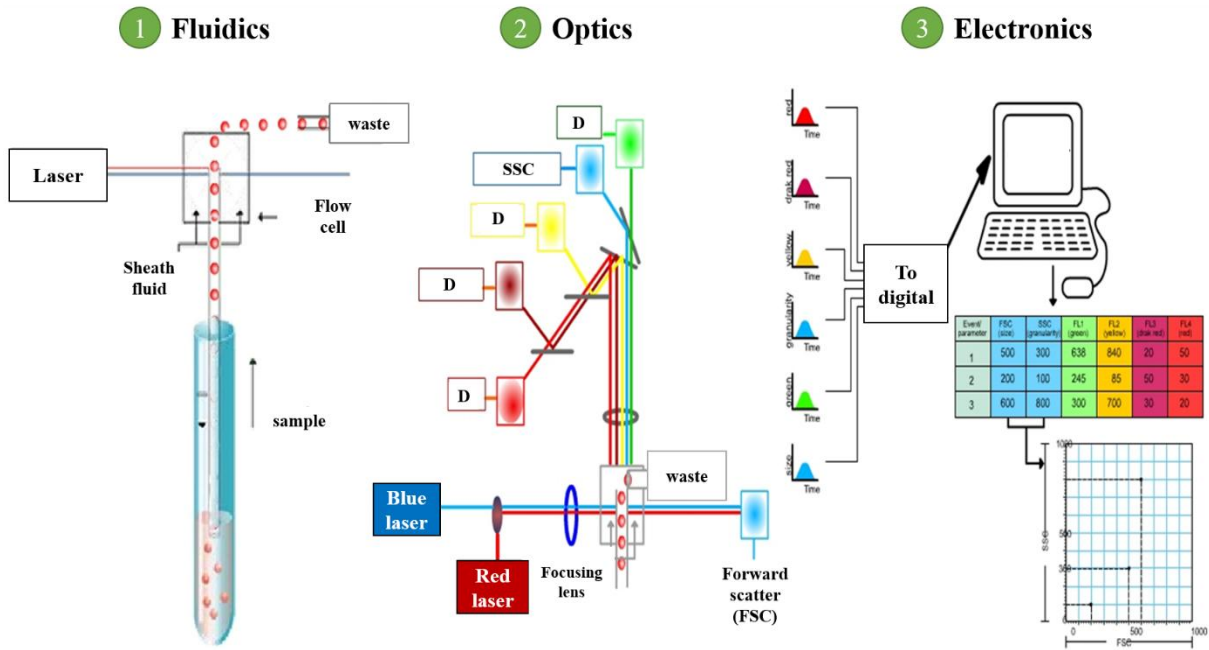 1 Fluidics
waste
Laser
Flow
cell
Sheath
fluid
sample
2 Optics
D
SSC
D
D
D
waste
Blue
laser
Red
laser
Focusing
lens
Forward
scatter
(FSC)
3 Electronics
red
Time
drak red
Time
yellow
Time
granularity
Time
green
Time
size
Time
To
digital
Event/ parameter FSC (size) SSC (granularity) FL1 (green) FL2 (yellow) FL3 (drak red) FL4 (red)
1 500 300 638 840 20 50
2 200 100 245 85 50 30
3 600 800 300 700 30 20
1000
500
300
0
SSC
0 500 1000
FSC